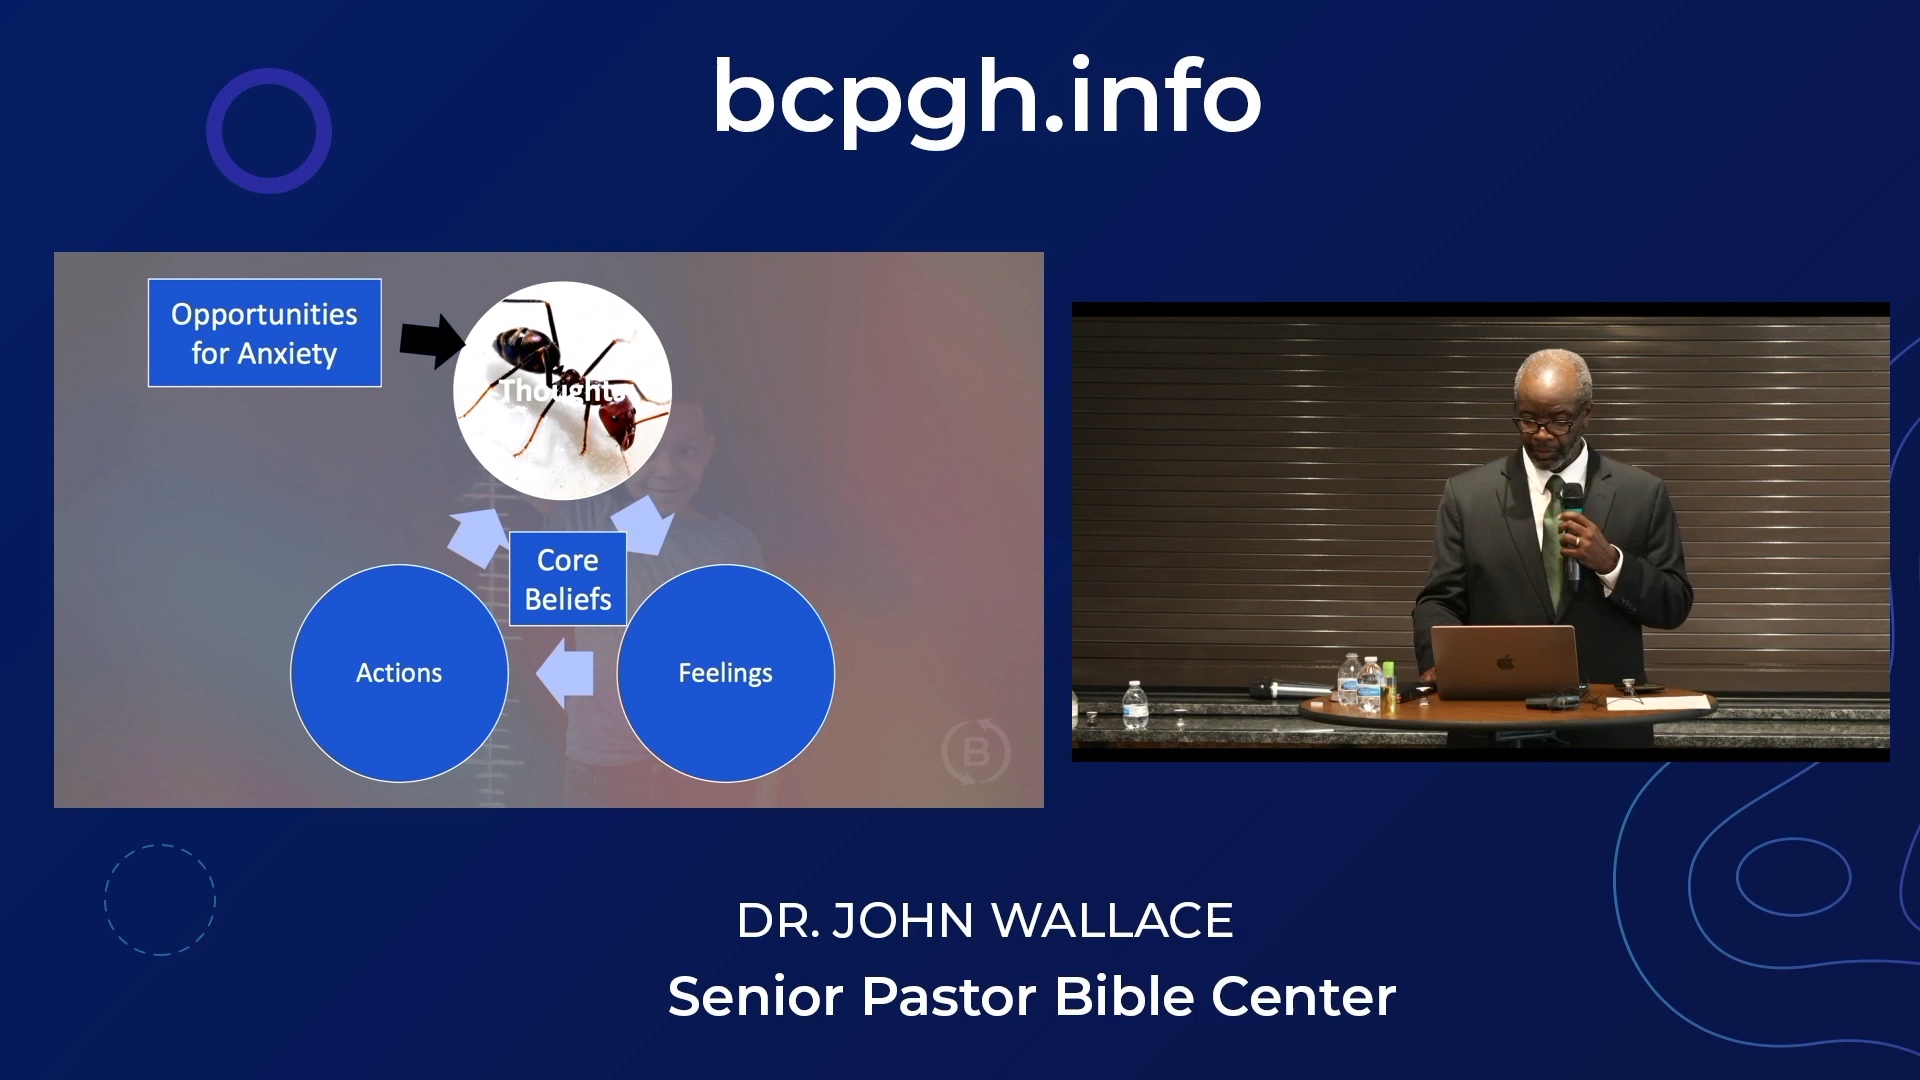 bcpgh.info
Opportunities
for Anxiety
Thoughts
Core
Beliefs
Actions
Feelings
B
DR. JOHN WALLACE
Senior Pastor Bible Center